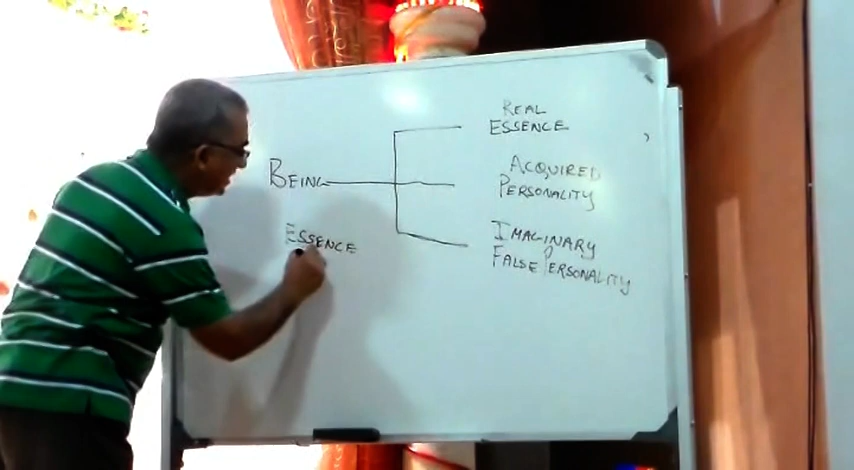 REAL
ESSENCE
BEING
ACQUIRED
PERSONALITY
IMAGINARY
FALSE PERSONALITY
ESSENCE